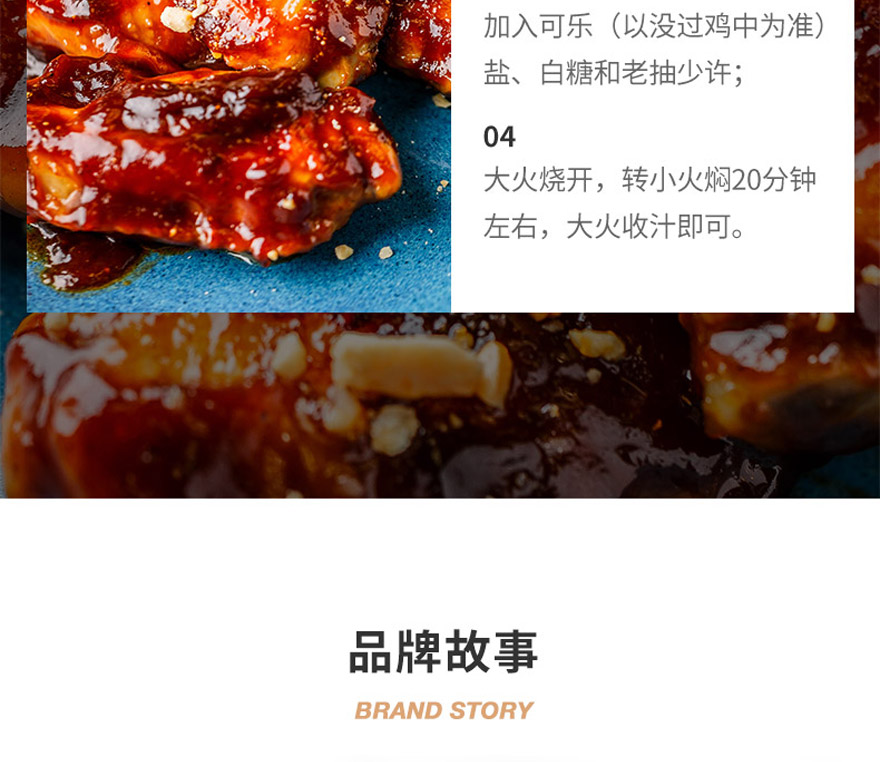 加入可乐（以没过鸡中为准）
盐、白糖和老抽少许；
04
大火烧开，转小火焖20分钟
左右，大火收汁即可。
品牌故事
BRAND STORY